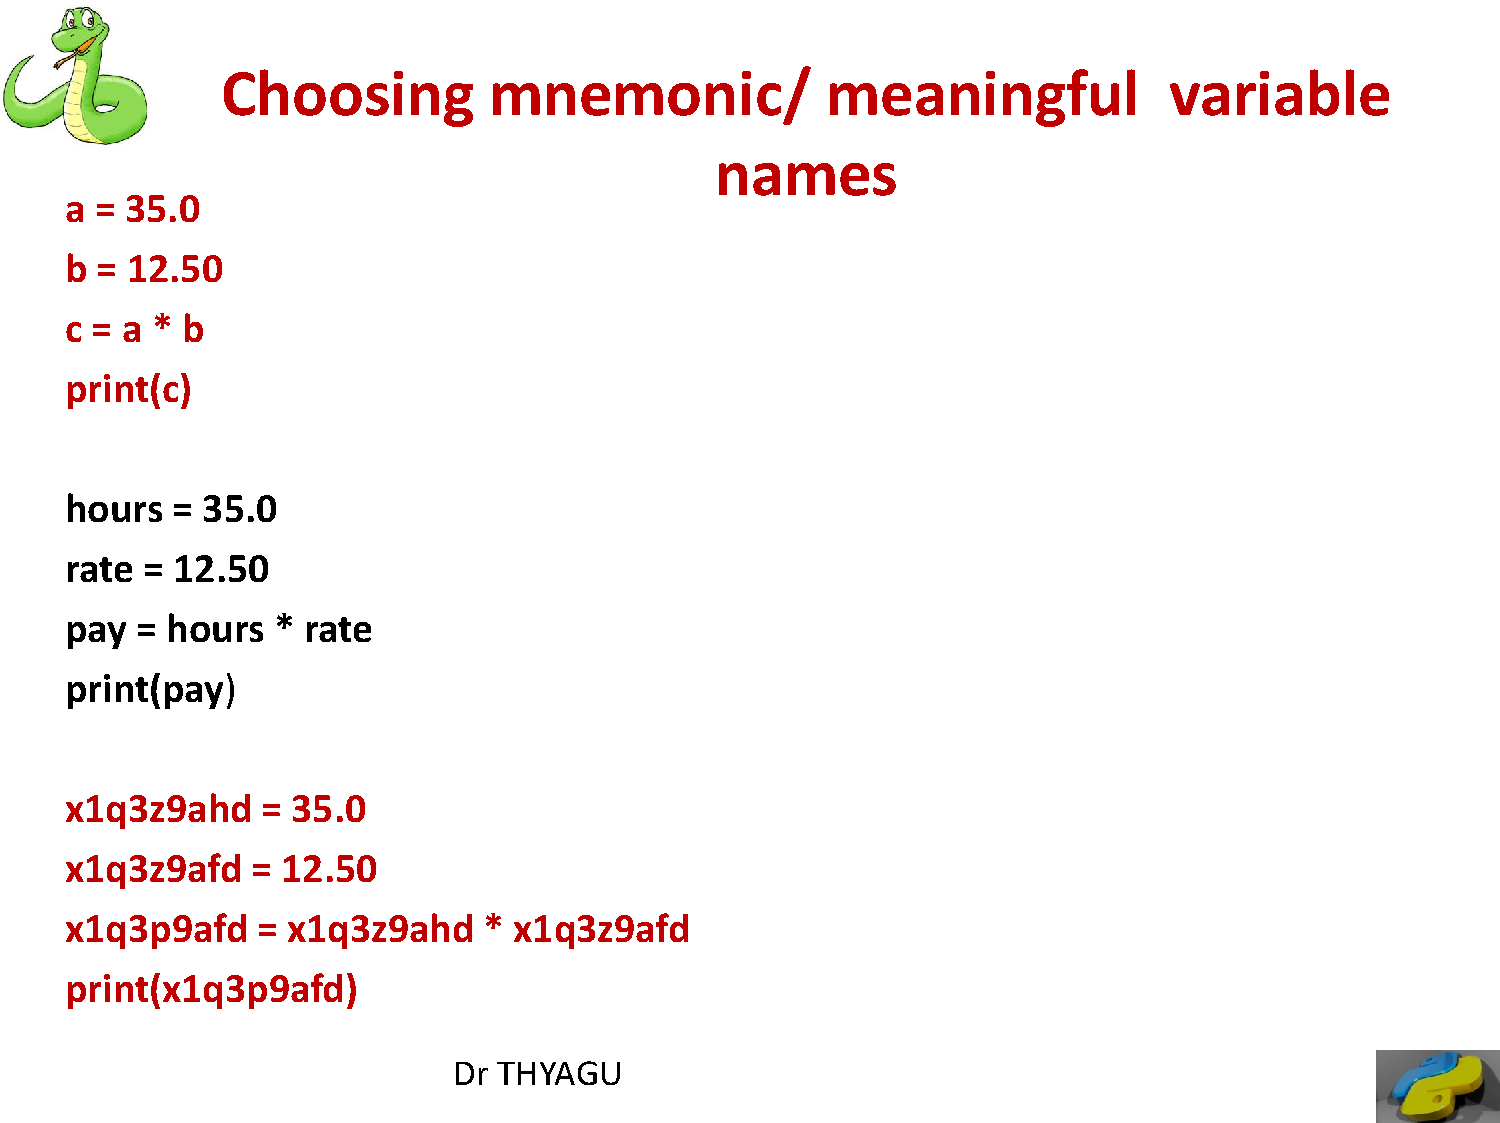 Choosing mnemonic/ meaningful variable
names
a = 35.0
b = 12.50
c = a * b
print(c)
hours = 35.0
rate = 12.50
pay = hours * rate
print(pay)
x1q3z9ahd = 35.0
x1q3z9afd = 12.50
x1q3p9afd = x1q3z9ahd * x1q3z9afd
print(x1q3p9afd)
Dr THYAGU